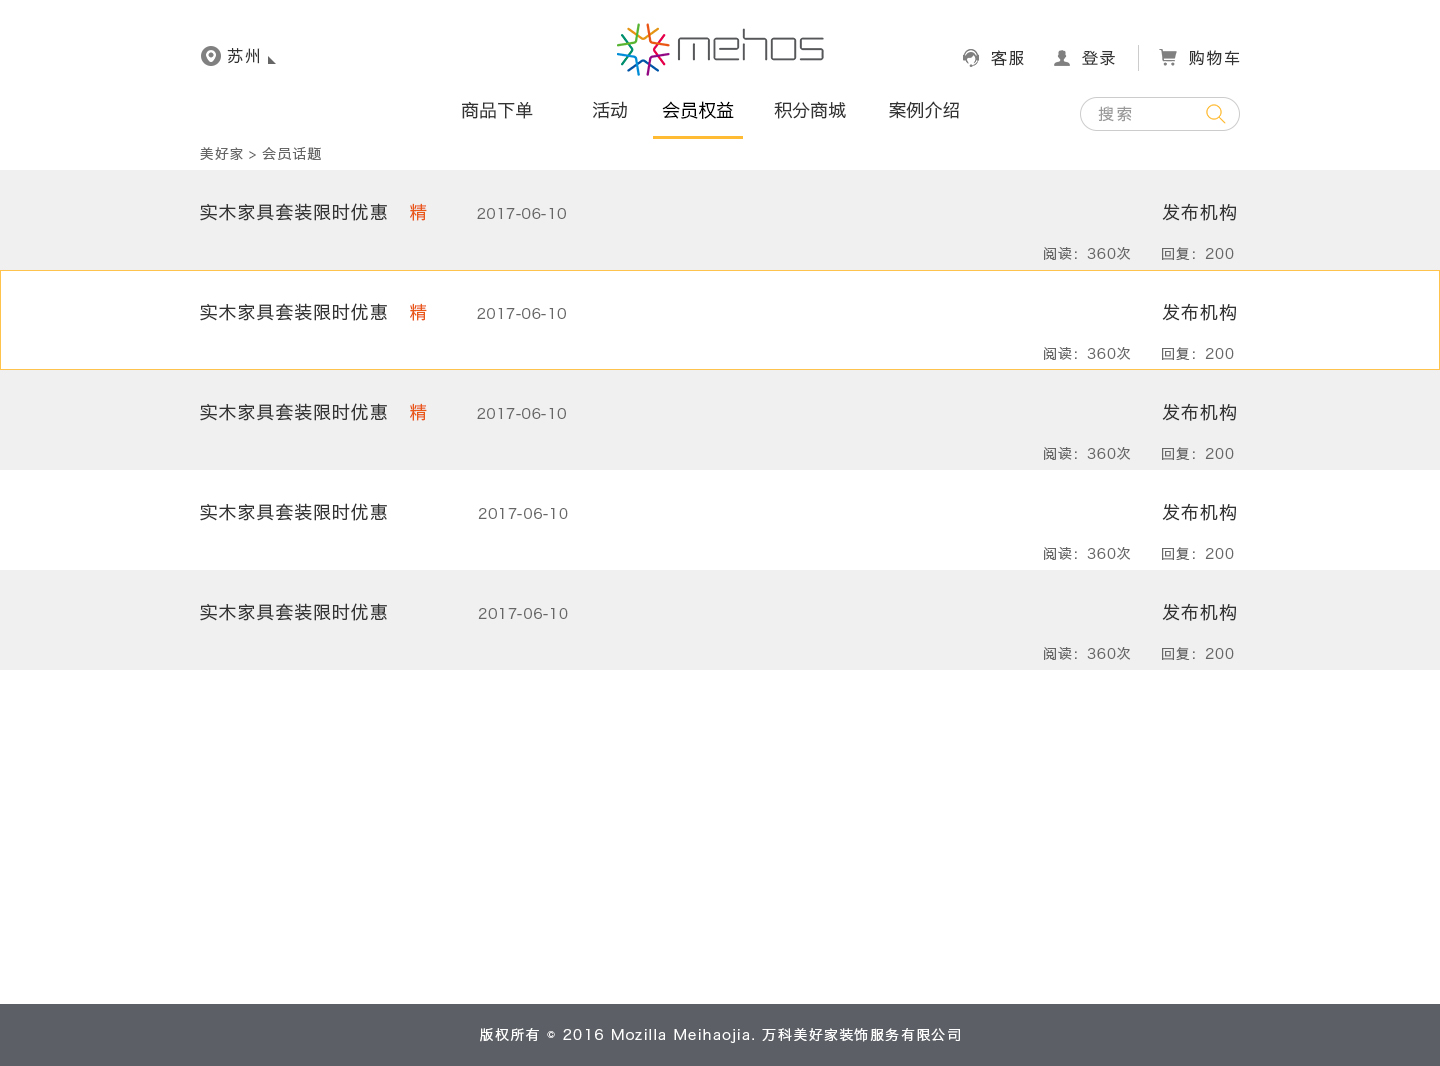 苏州
mehos
客服 登录 购物车
商品下单 活动 会员权益 积分商城 案例介绍
搜索
美好家 > 会员话题
实木家具套装限时优惠 精 2017-06-10 发布机构
阅读：360次 回复：200
实木家具套装限时优惠 精 2017-06-10 发布机构
阅读：360次 回复：200
实木家具套装限时优惠 精 2017-06-10 发布机构
阅读：360次 回复：200
实木家具套装限时优惠 2017-06-10 发布机构
阅读：360次 回复：200
实木家具套装限时优惠 2017-06-10 发布机构
阅读：360次 回复：200
版权所有 © 2016 Mozilla Meihaojia. 万科美好家装饰服务有限公司